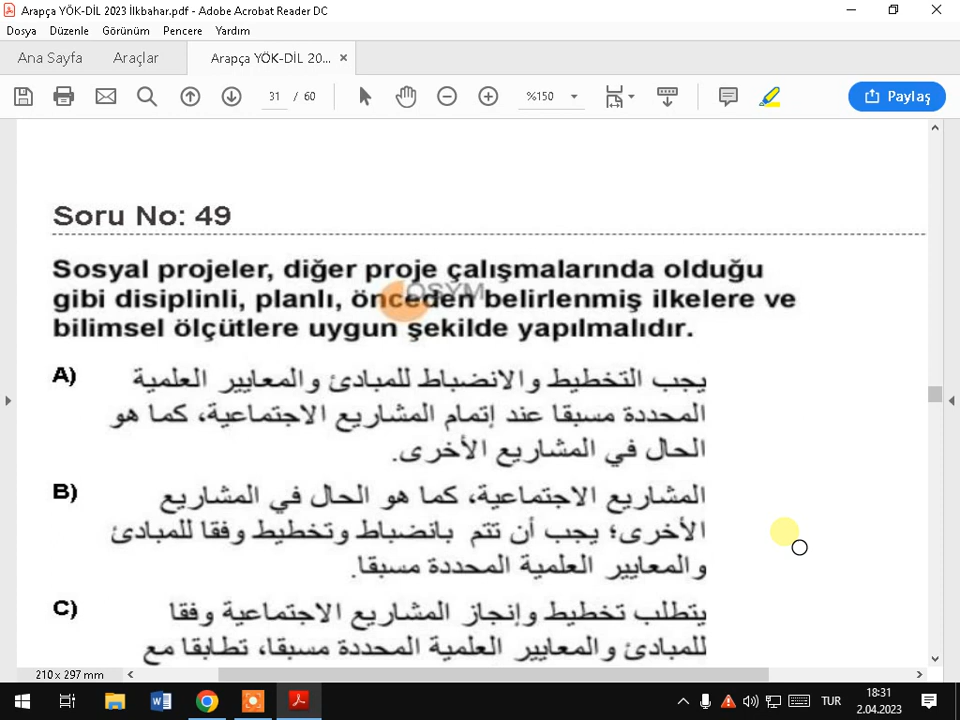 Arapça YÖK-DİL 2023 İlkbahar.pdf - Adobe Acrobat Reader DC
Dosya Düzenle Görünüm Pencere Yardım
Ana Sayfa Araçlar Arapça YÖK-DİL 20... ×
31 / 60 %150 Paylaş
Soru No: 49
Sosyal projeler, diğer proje çalışmalarında olduğu
gibi disiplinli, planlı, önceden belirlenmiş ilkelere ve
bilimsel ölçütlere uygun şekilde yapılmalıdır.
ÖSYM
A) يجب التخطيط والانضباط للمبادئ والمعايير العلمية
المحددة مسبقا عند إتمام المشاريع الاجتماعية، كما هو
الحال في المشاريع الأخرى.
B) المشاريع الاجتماعية، كما هو الحال في المشاريع
الأخرى؛ يجب أن تتم بانضباط وتخطيط وفقا للمبادئ
والمعايير العلمية المحددة مسبقا.
C) يتطلب تخطيط وإنجاز المشاريع الاجتماعية وفقا
للمبادئ والمعايير العلمية المحددة مسبقا، تطابقا مع
210 x 297 mm
TUR
18:31
2.04.2023